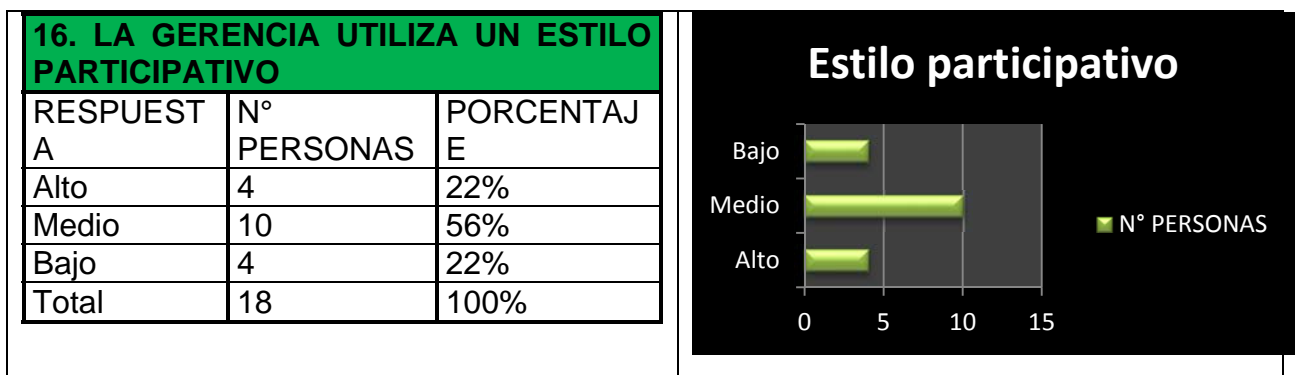 16. LA GERENCIA UTILIZA UN ESTILO
PARTICIPATIVO
RESPUEST
A
N°
PERSONAS
PORCENTAJ
E
Alto 4 22%
Medio 10 56%
Bajo 4 22%
Total 18 100%
Estilo participativo
Bajo
Medio
Alto
0 5 10 15
N° PERSONAS